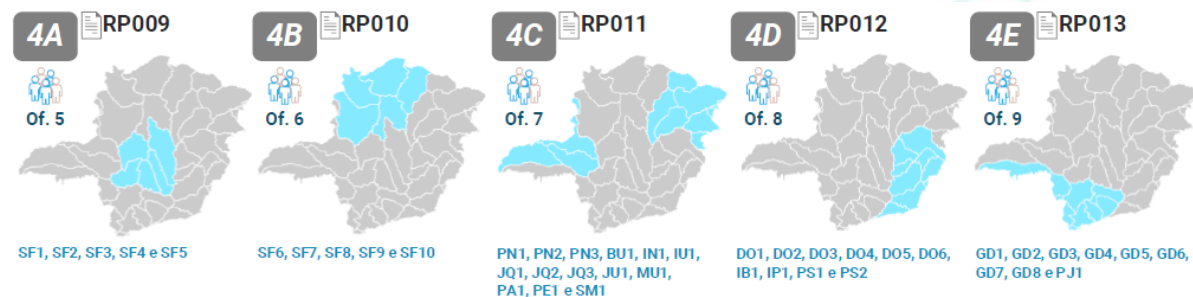 4A RP009
Of. 5
SF1, SF2, SF3, SF4 e SF5
4B RP010
Of. 6
SF6, SF7, SF8, SF9 e SF10
4C RP011
Of. 7
PN1, PN2, PN3, BU1, IN1, IU1,
JQ1, JQ2, JQ3, JU1, MU1,
PA1, PE1 e SM1
4D RP012
Of. 8
DO1, DO2, DO3, DO4, DO5, DO6,
IB1, IP1, PS1 e PS2
4E RP013
Of. 9
GD1, GD2, GD3, GD4, GD5, GD6,
GD7, GD8 e PJ1